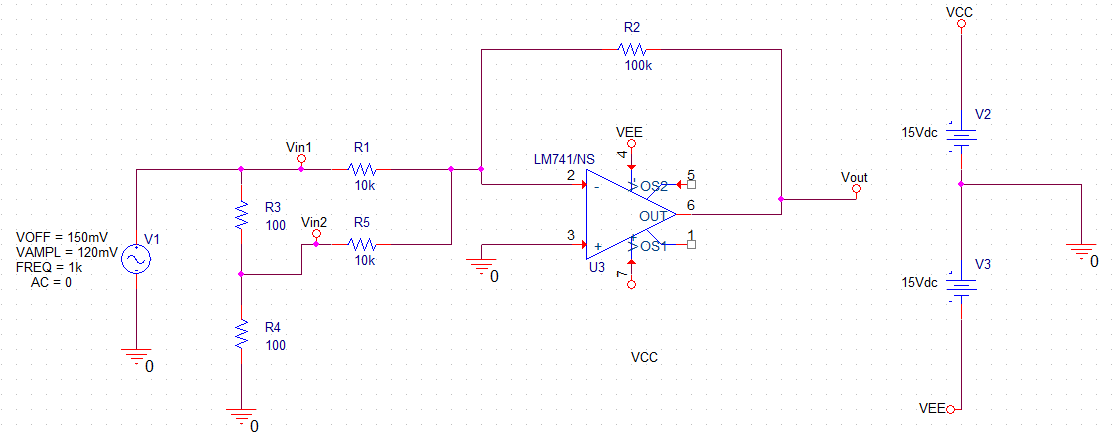 R2
100k
VCC
V2
15Vdc
VEE
4
LM741/NS
Vin1
R1
10k
2
-
V-
OS2
5
Vout
6
OUT
3
+
V+
OS1
1
U3
7
0
R3
100
Vin2
R5
10k
VOFF = 150mV
VAMPL = 120mV
FREQ = 1k
AC = 0
V1
0
R4
100
0
VCC
V3
15Vdc
0
VEE